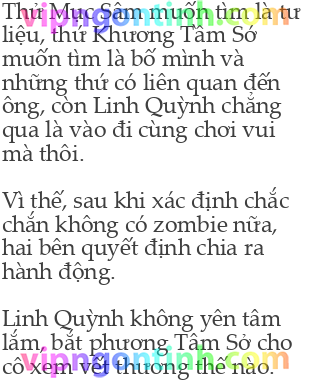 Thứ Mục Sâm muốn tìm là tư
liệu, thứ Khương Tâm Sớ
muốn tìm là bố mình và
những thứ có liên quan đến
ông, còn Linh Quỳnh chẳng
qua là vào đi cùng chơi vui
mà thôi.
Vì thế, sau khi xác định chắc
chắn không có zombie nữa,
hai bên quyết định chia ra
hành động.
Linh Quỳnh không yên tâm
lắm, bắt phương Tâm Sở cho
cô xem vết thương thế nào.
vipngontinh.com
vipngontinh.com